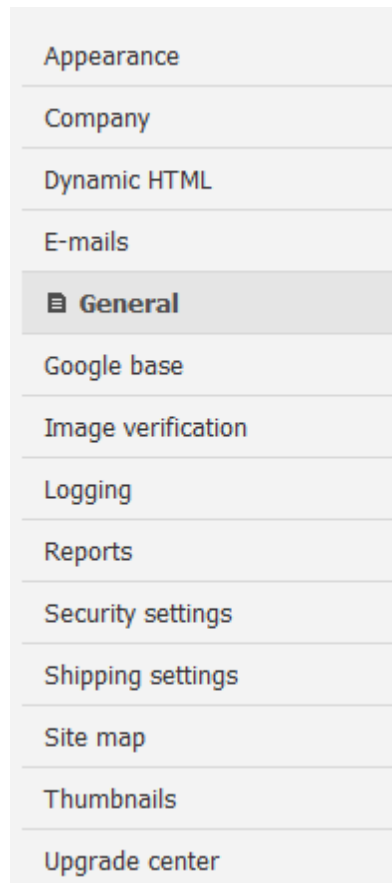 Appearance
Company
Dynamic HTML
E-mails
General
Google base
Image verification
Logging
Reports
Security settings
Shipping settings
Site map
Thumbnails
Upgrade center